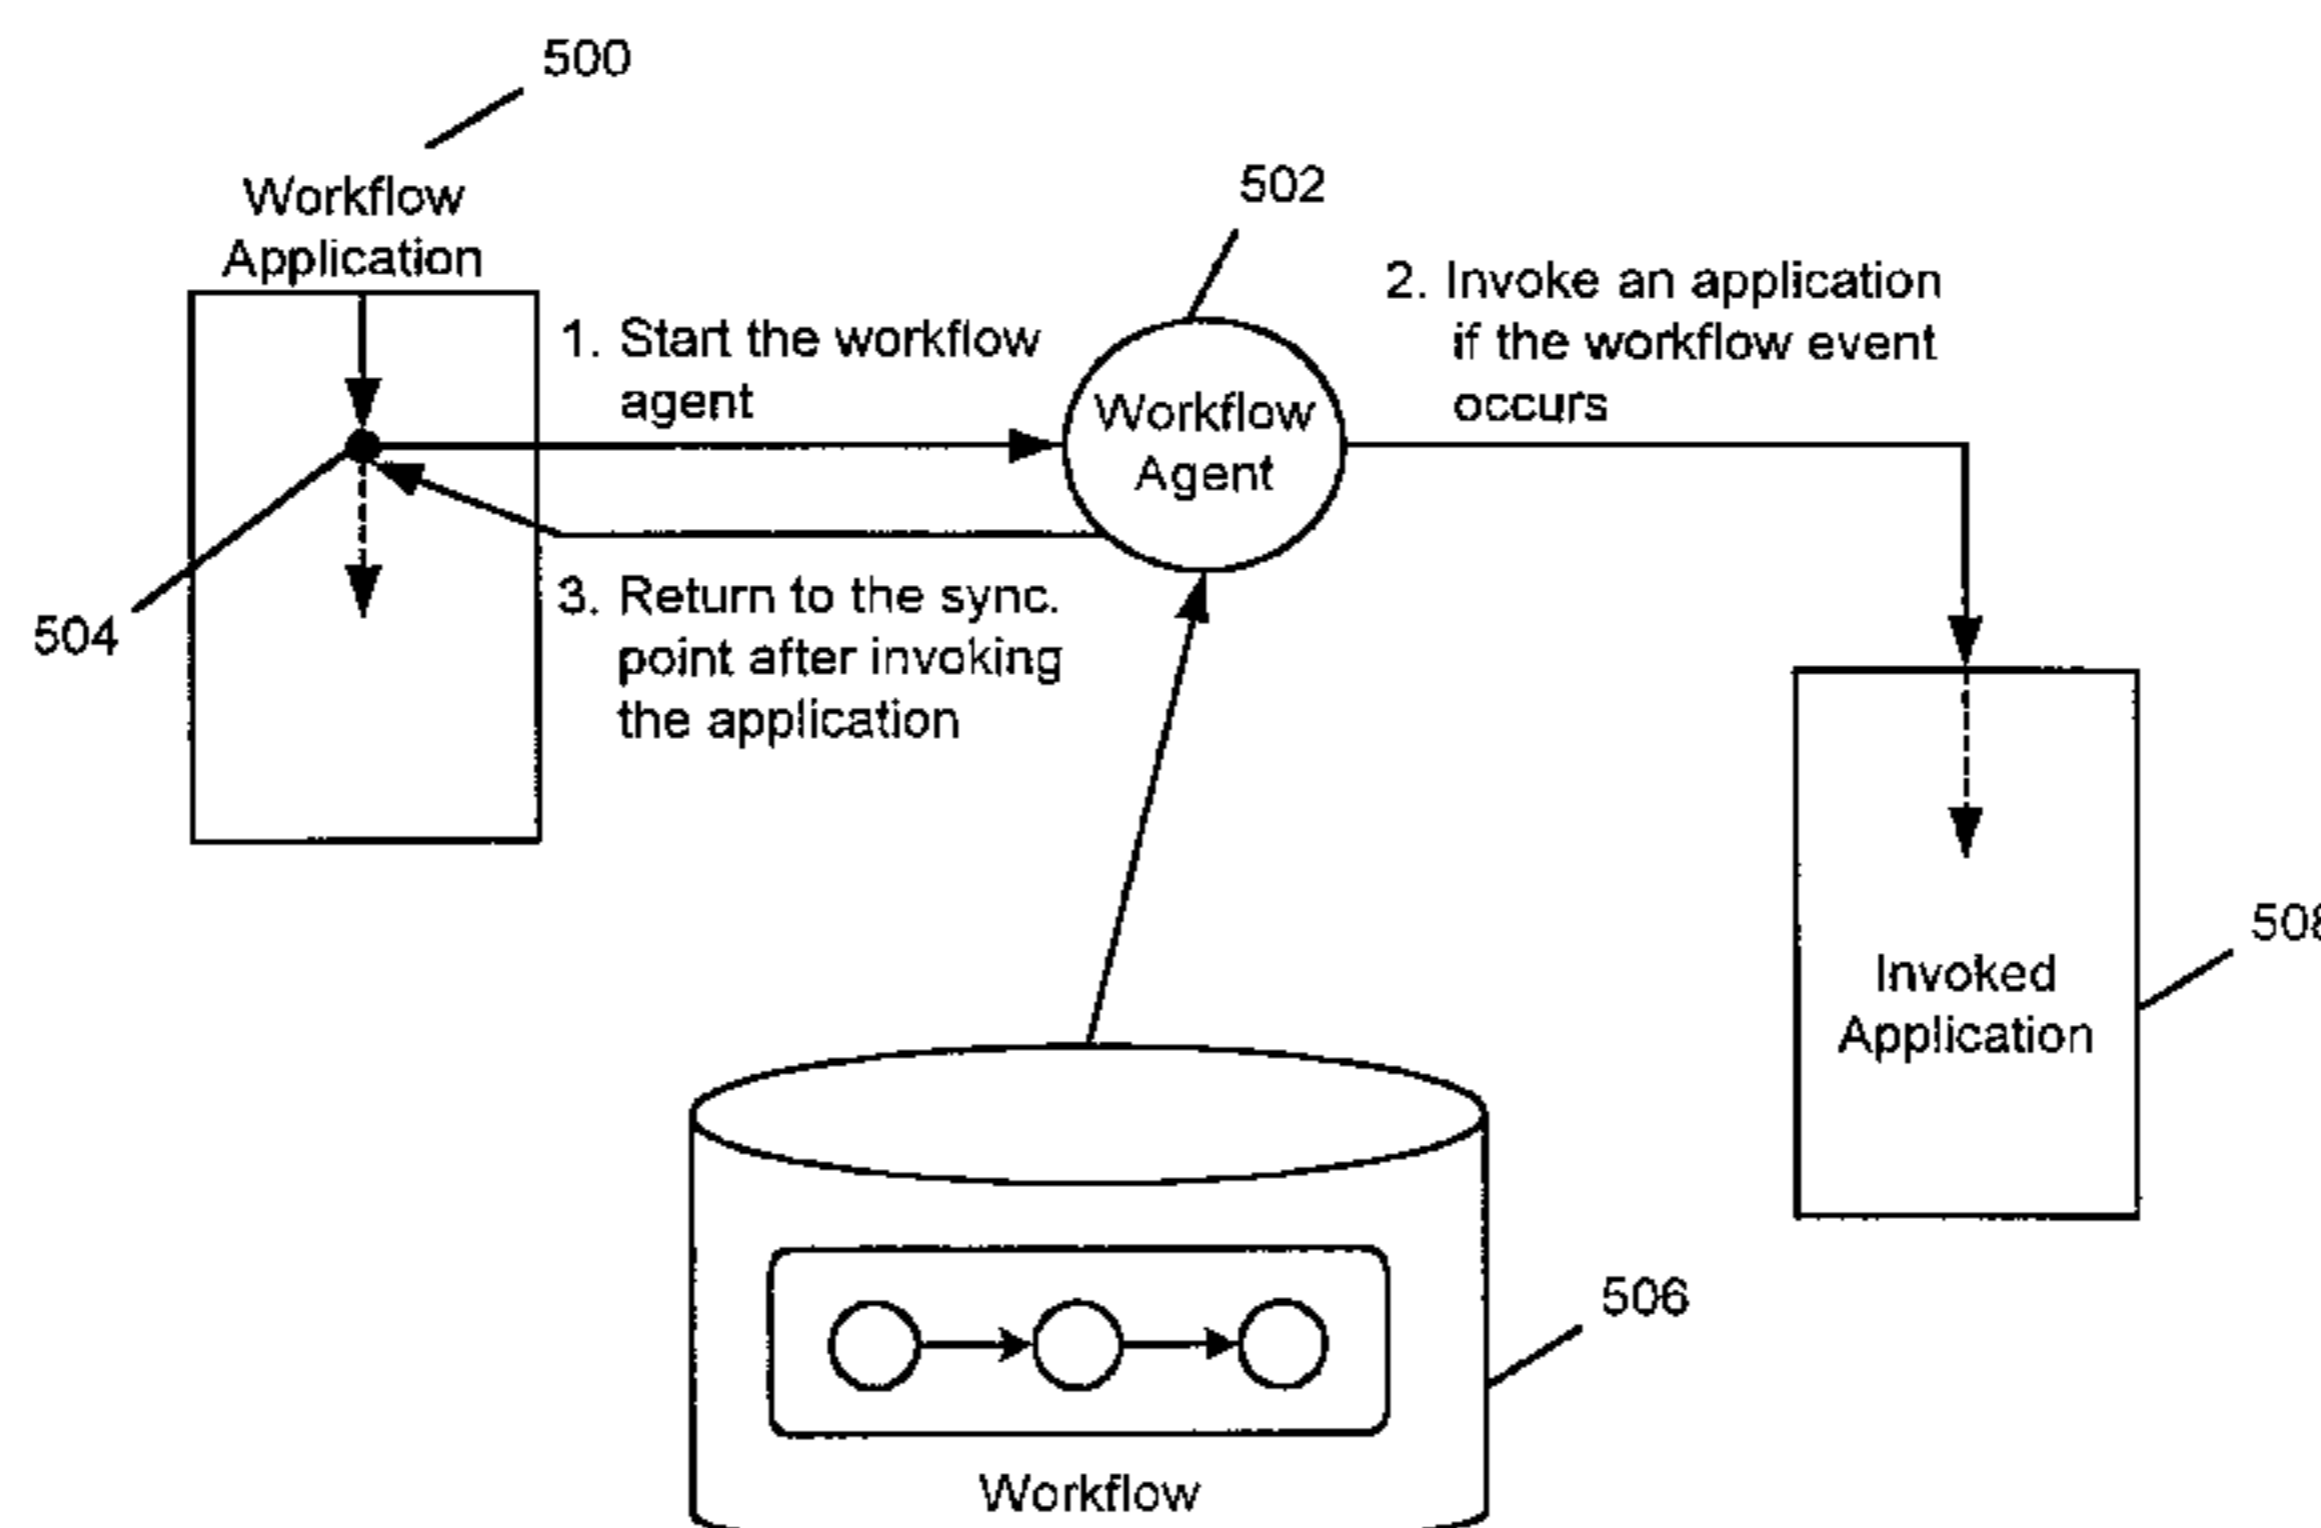 500
Workflow
Application
502
1. Start the workflow
agent
Workflow
Agent
2. Invoke an application
if the workflow event
occurs
3. Return to the sync.
point after invoking
the application
504
508
Invoked
Application
506
Workflow